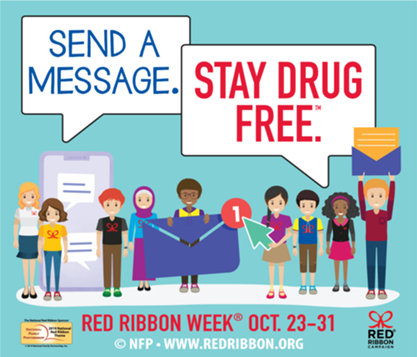 SEND A
MESSAGE.
STAY DRUG
FREE.™
1
RED RIBBON WEEK® OCT. 23-31
© NFP • WWW.REDRIBBON.ORG
RED®
RIBBON
CAMPAIGN